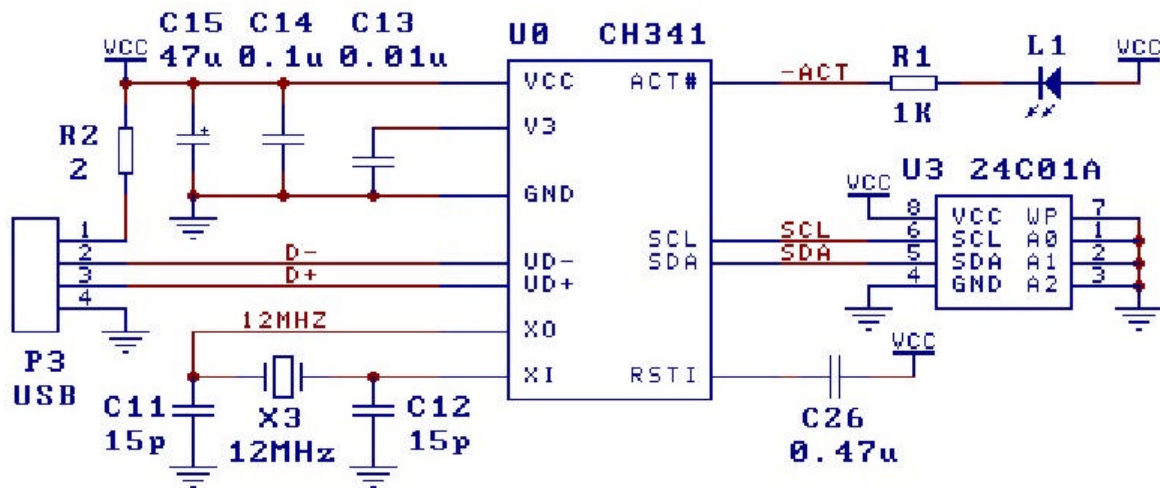 C15 C14 C13
47u 0.1u 0.01u
VCC
U0 CH341
VCC ACT#
V3
GND
SCL
UD- SDA
UD+
XO
XI RSTI
-ACT
R1
1K
L1
VCC
R2
2
1
2
3
4
P3
USB
D-
D+
12MHZ
C11
15p
X3
12MHz
C12
15p
VCC
U3 24C01A
8 VCC WP 7
6 SCL A0 1
5 SDA A1 2
4 GND A2 3
SCL
SDA
VCC
C26
0.47u